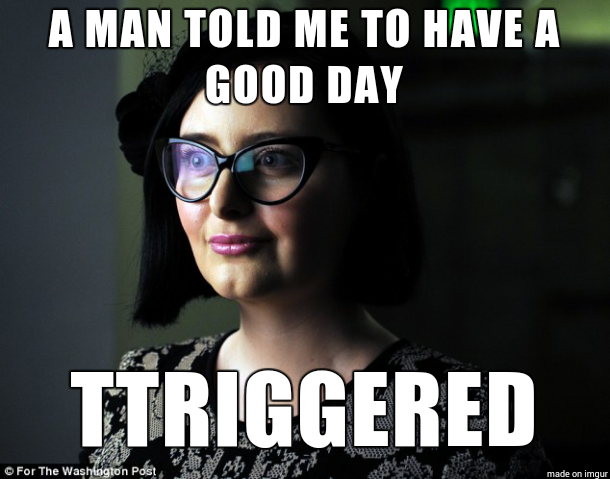 A MAN TOLD ME TO HAVE A
GOOD DAY
TTRIGGERED
© For The Washington Post
made on imgur